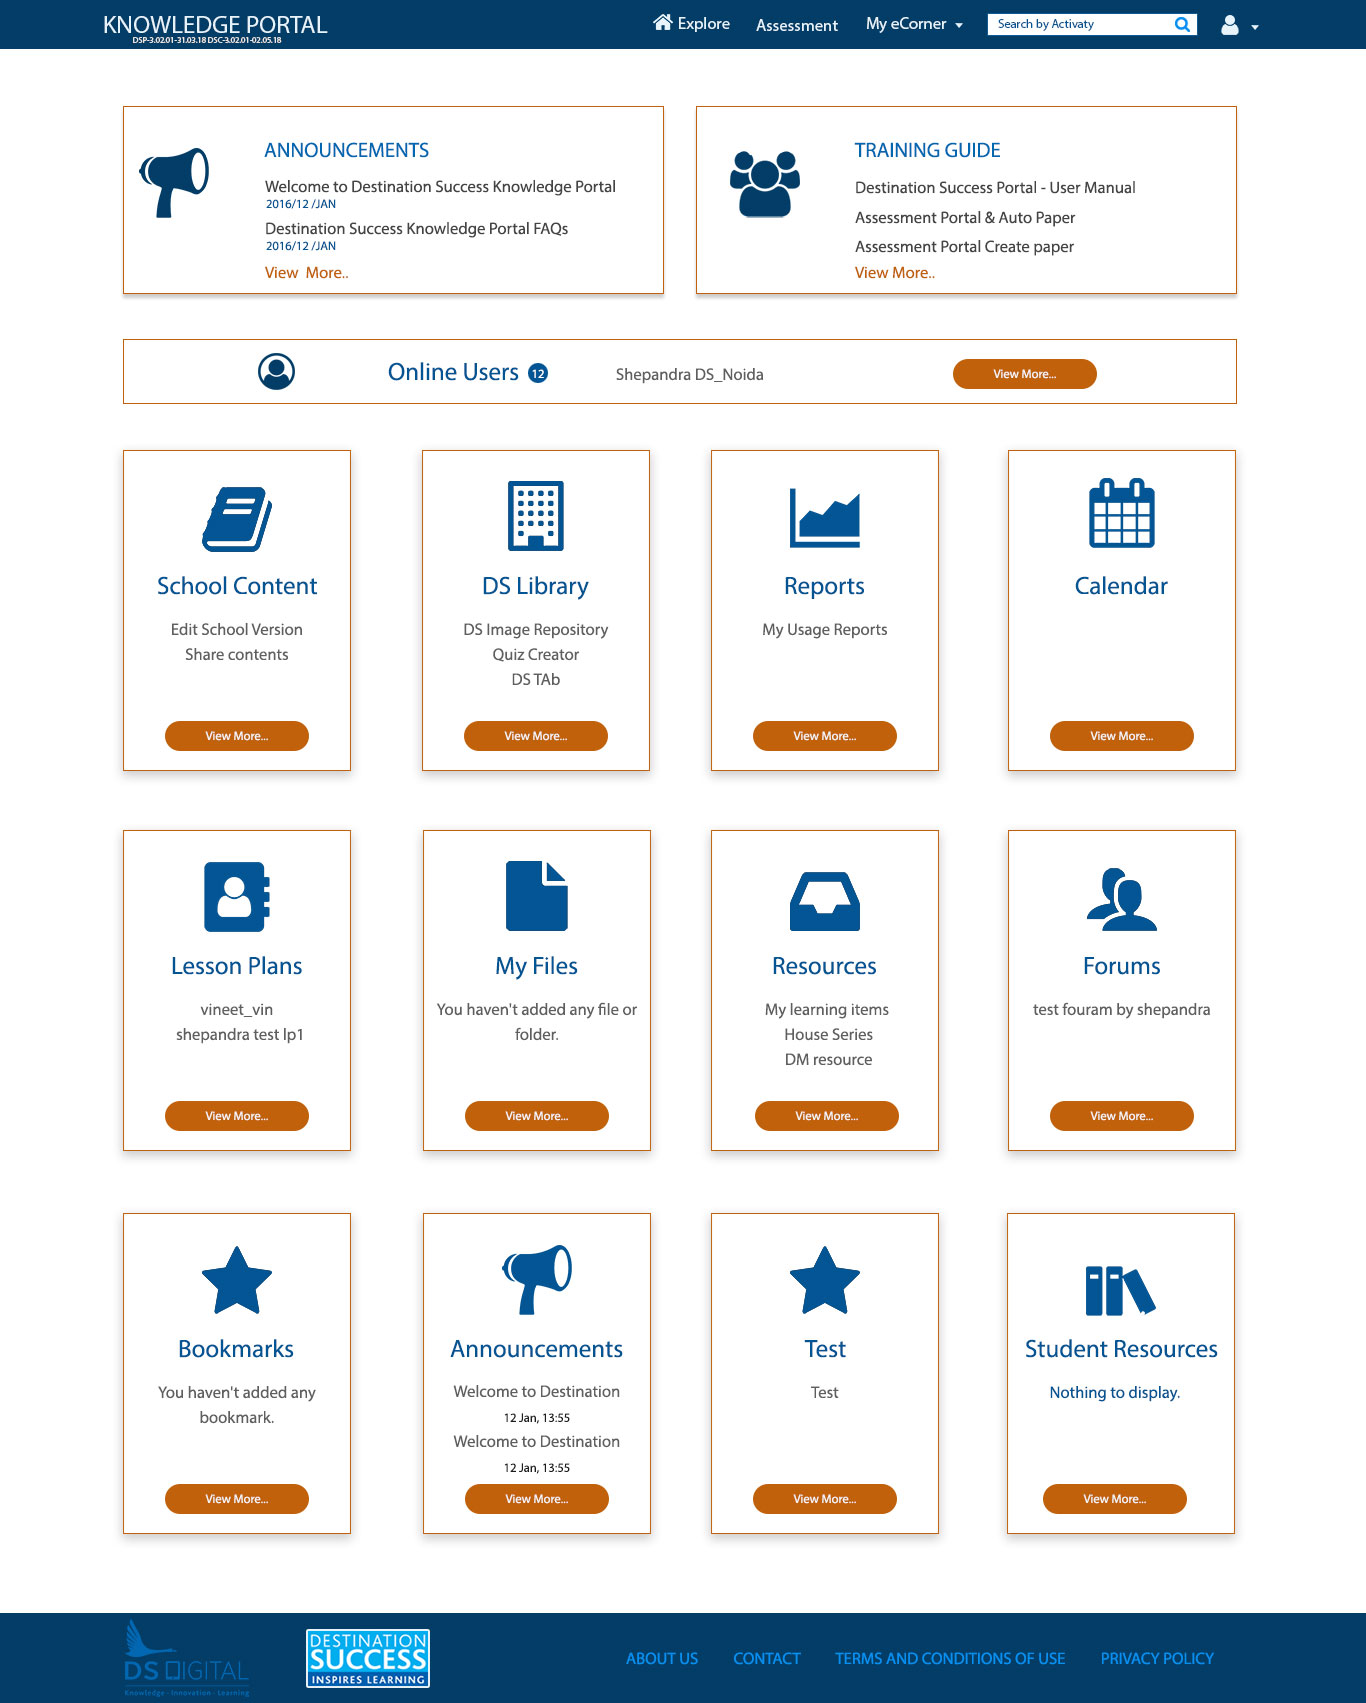 KNOWLEDGE PORTAL
DSP-3.02.01-31.03.18 DSC-3.02.01-02.05.18
Explore
Assessment
My eCorner
Search by Activaty
ANNOUNCEMENTS
Welcome to Destination Success Knowledge Portal
2016/12 /JAN
Destination Success Knowledge Portal FAQs
2016/12 /JAN
View More..
TRAINING GUIDE
Destination Success Portal - User Manual
Assessment Portal & Auto Paper
Assessment Portal Create paper
View More..
Online Users 12
Shepandra DS_Noida
View More...
School Content
Edit School Version
Share contents
View More...
DS Library
DS Image Repository
Quiz Creator
DS TAb
View More...
Reports
My Usage Reports
View More...
Calendar
View More...
Lesson Plans
vineet_vin
shepandra test lp1
View More...
My Files
You haven't added any file or
folder.
View More...
Resources
My learning items
House Series
DM resource
View More...
Forums
test fouram by shepandra
View More...
Bookmarks
You haven't added any
bookmark.
View More...
Announcements
Welcome to Destination
12 Jan, 13:55
Welcome to Destination
12 Jan, 13:55
View More...
Test
Test
View More...
Student Resources
Nothing to display.
View More...
DS DIGITAL
Knowledge - Innovation - Learning
DESTINATION
SUCCESS
INSPIRES LEARNING
ABOUT US
CONTACT
TERMS AND CONDITIONS OF USE
PRIVACY POLICY